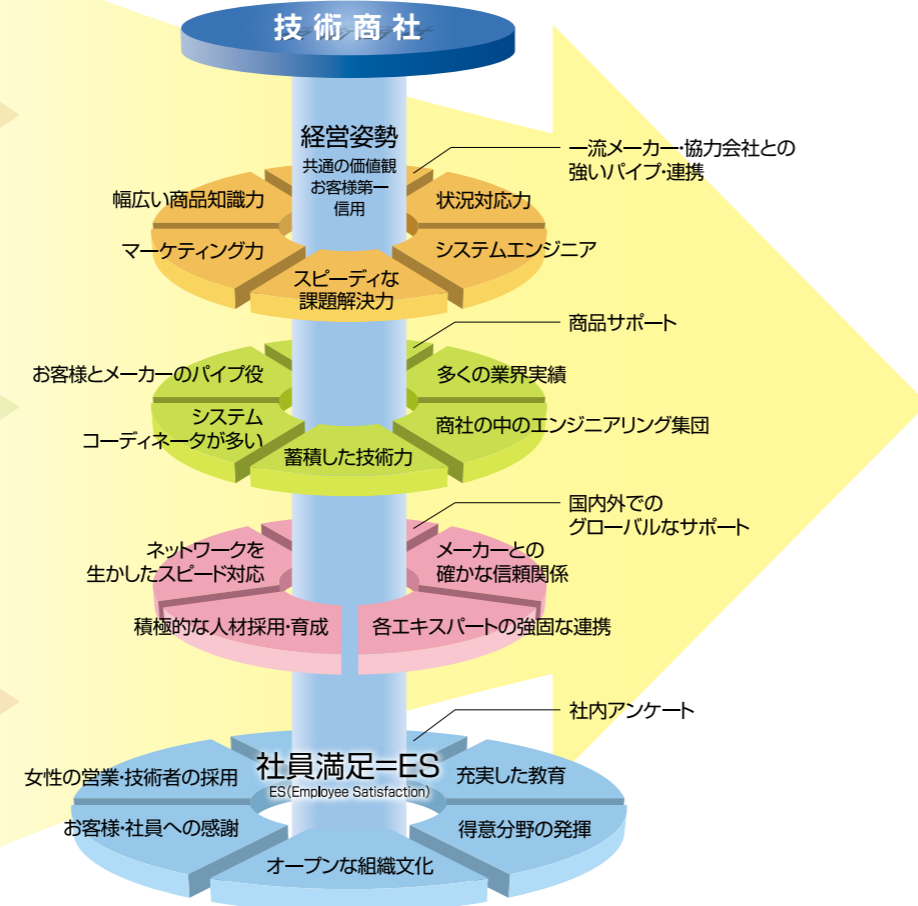 技術商社
経営姿勢
共通の価値観
お客様第一
信用
一流メーカー・協力会社との
強いパイプ・連携
幅広い商品知識力
状況対応力
マーケティング力
システムエンジニア
スピーディな
課題解決力
商品サポート
お客様とメーカーのパイプ役
多くの業界実績
システム
コーディネータが多い
商社の中のエンジニアリング集団
蓄積した技術力
国内外での
グローバルなサポート
ネットワークを
生かしたスピード対応
メーカーとの
確かな信頼関係
積極的な人材採用・育成
各エキスパートの強固な連携
社内アンケート
社員満足=ES
ES(Employee Satisfaction)
女性の営業・技術者の採用
充実した教育
お客様・社員への感謝
得意分野の発揮
オープンな組織文化